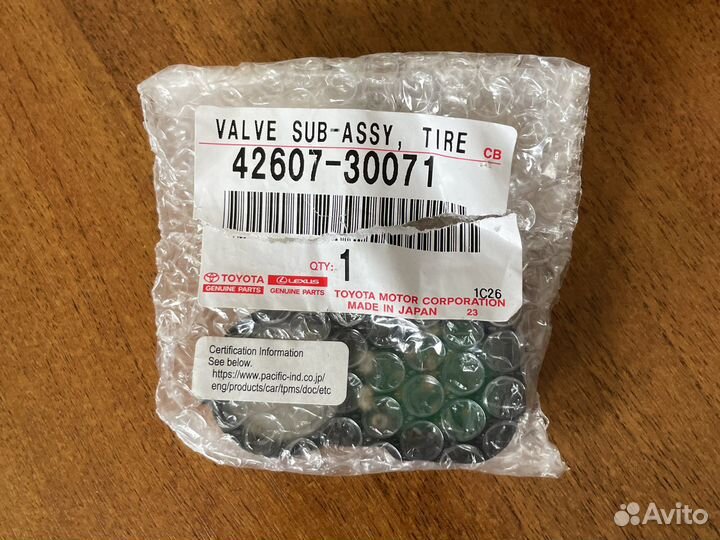 VALVE SUB-ASSY, TIRE
CB
42607-30071
QTY: 1
TOYOTA
GENUINE PARTS
LEXUS
GENUINE PARTS
1C26
TOYOTA MOTOR CORPORATION
MADE IN JAPAN 23
Certification Information
See below.
https://www.pacific-ind.co.jp/
eng/products/car/tpms/doc/etc
Avito